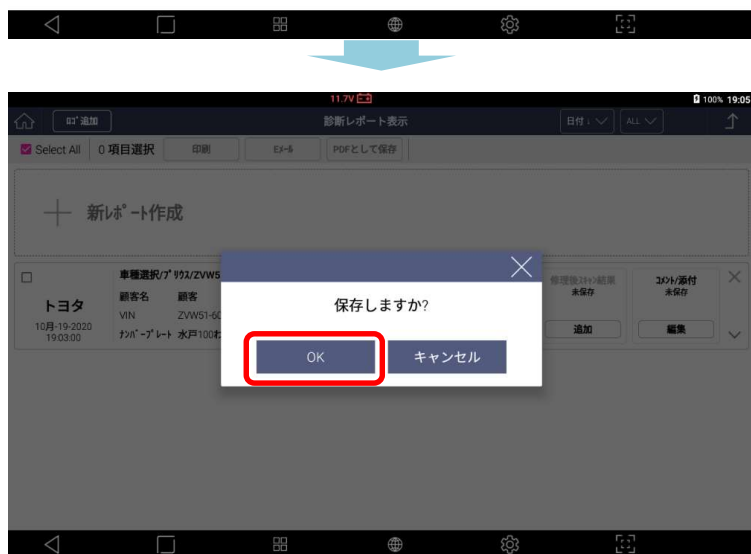 11.7V
100% 19:05
ﾛｺﾞ追加
診断レポート表示
日付↓
ALL
Select All
0 項目選択
印刷
Eﾒｰﾙ
PDFとして保存
新ﾚﾎﾟｰﾄ作成
トヨタ
10月-19-2020
19:03:00
車種選択/ﾌﾟﾘｳｽ/ZVW5
顧客名 顧客
VIN ZVW51-60
ﾅﾝﾊﾞｰﾌﾟﾚｰﾄ 水戸100わ
保存しますか?
OK
キャンセル
修理後ｽｷｬﾝ結果
未保存
追加
ｺﾒﾝﾄ/添付
未保存
編集